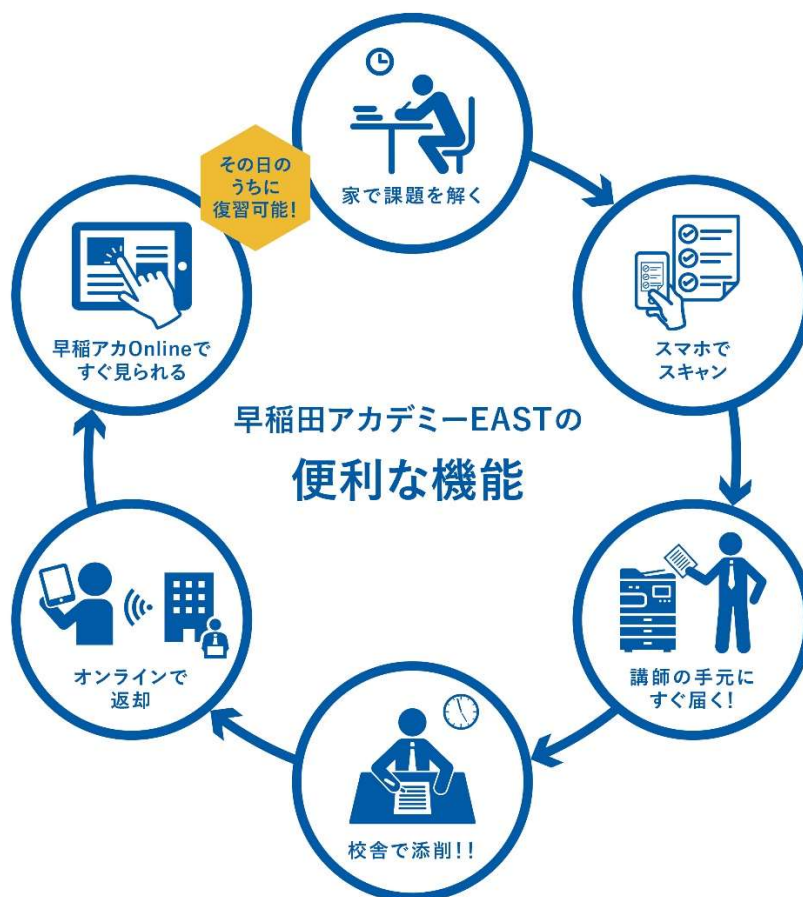 早稲田アカデミーEASTの
便利な機能
家で課題を解く
スマホで
スキャン
講師の手元に
すぐ届く!
校舎で添削!!
オンラインで
返却
早稲アカOnlineで
すぐ見られる
その日の
うちに
復習可能!